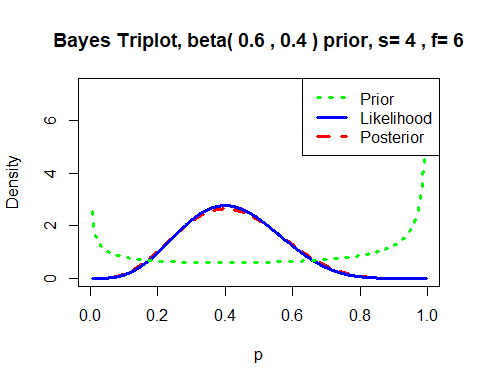 Bayes Triplot, beta( 0.6 , 0.4 ) prior, s= 4 , f= 6
Prior
Likelihood
Posterior
Density
6
4
2
0
0.0 0.2 0.4 0.6 0.8 1.0
p